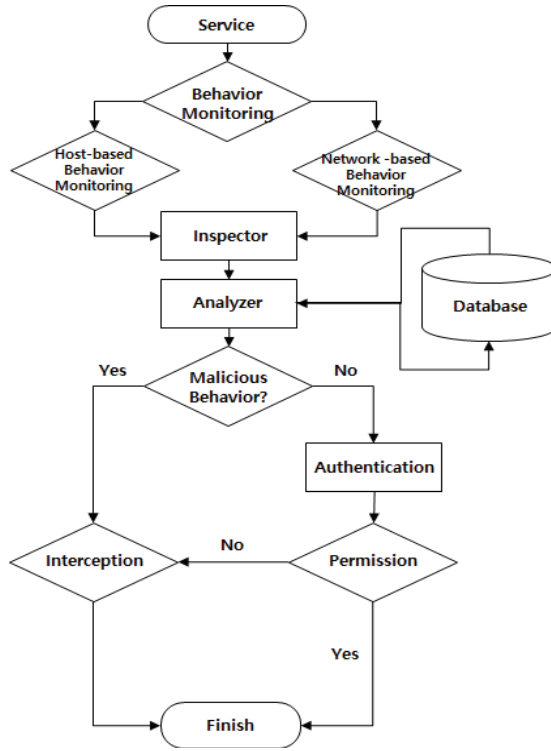 Service
Behavior
Monitoring
Host-based
Behavior
Monitoring
Network -based
Behavior
Monitoring
Inspector
Analyzer
Database
Yes
Malicious
Behavior?
No
Authentication
Interception
No
Permission
Yes
Finish